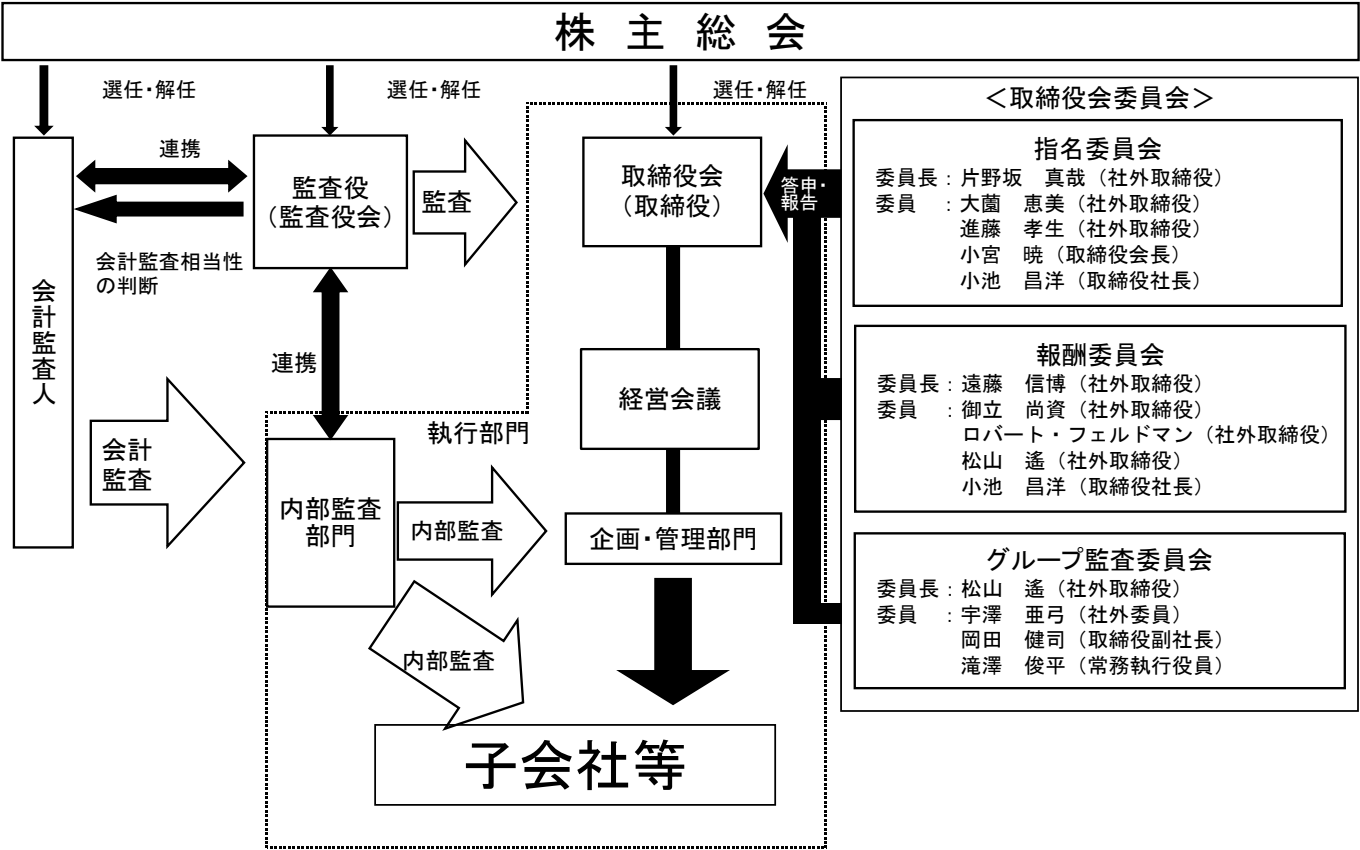 株 主 総 会
選任・解任
選任・解任
選任・解任
連携
会計監査相当性
の判断
会計監査人
監査役
（監査役会）
監査
取締役会
（取締役）
答申・
報告
連携
会計
監査
執行部門
経営会議
内部監査
部門
内部監査
企画・管理部門
内部監査
子会社等
＜取締役会委員会＞
指名委員会
委員長：片野坂　真哉（社外取締役）
委員　：大薗　恵美（社外取締役）
進藤　孝生（社外取締役）
小宮　暁（取締役会長）
小池　昌洋（取締役社長）
報酬委員会
委員長：遠藤　信博（社外取締役）
委員　：御立　尚資（社外取締役）
ロバート・フェルドマン（社外取締役）
松山　遙（社外取締役）
小池　昌洋（取締役社長）
グループ監査委員会
委員長：松山　遙（社外取締役）
委員　：宇澤　亜弓（社外委員）
岡田　健司（取締役副社長）
滝澤　俊平（常務執行役員）